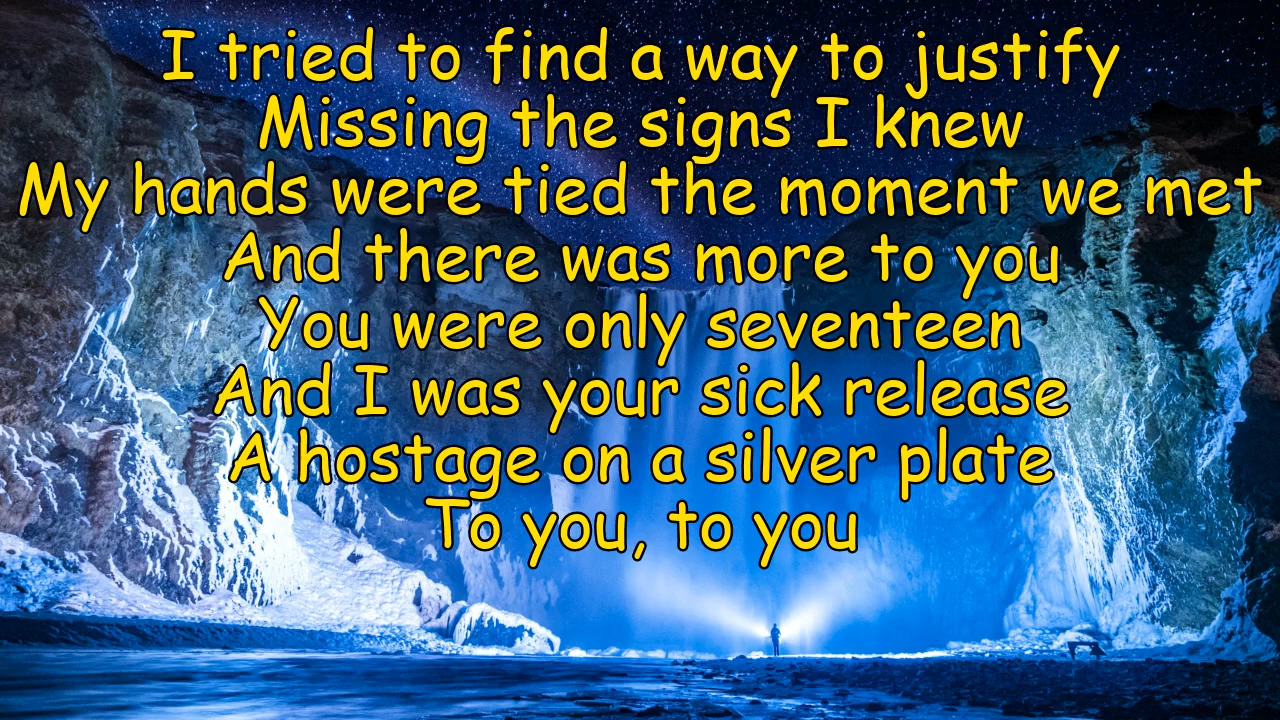 I tried to find a way to justify
Missing the signs I knew
My hands were tied the moment we met
And there was more to you
You were only seventeen
And I was your sick release
A hostage on a silver plate
To you, to you